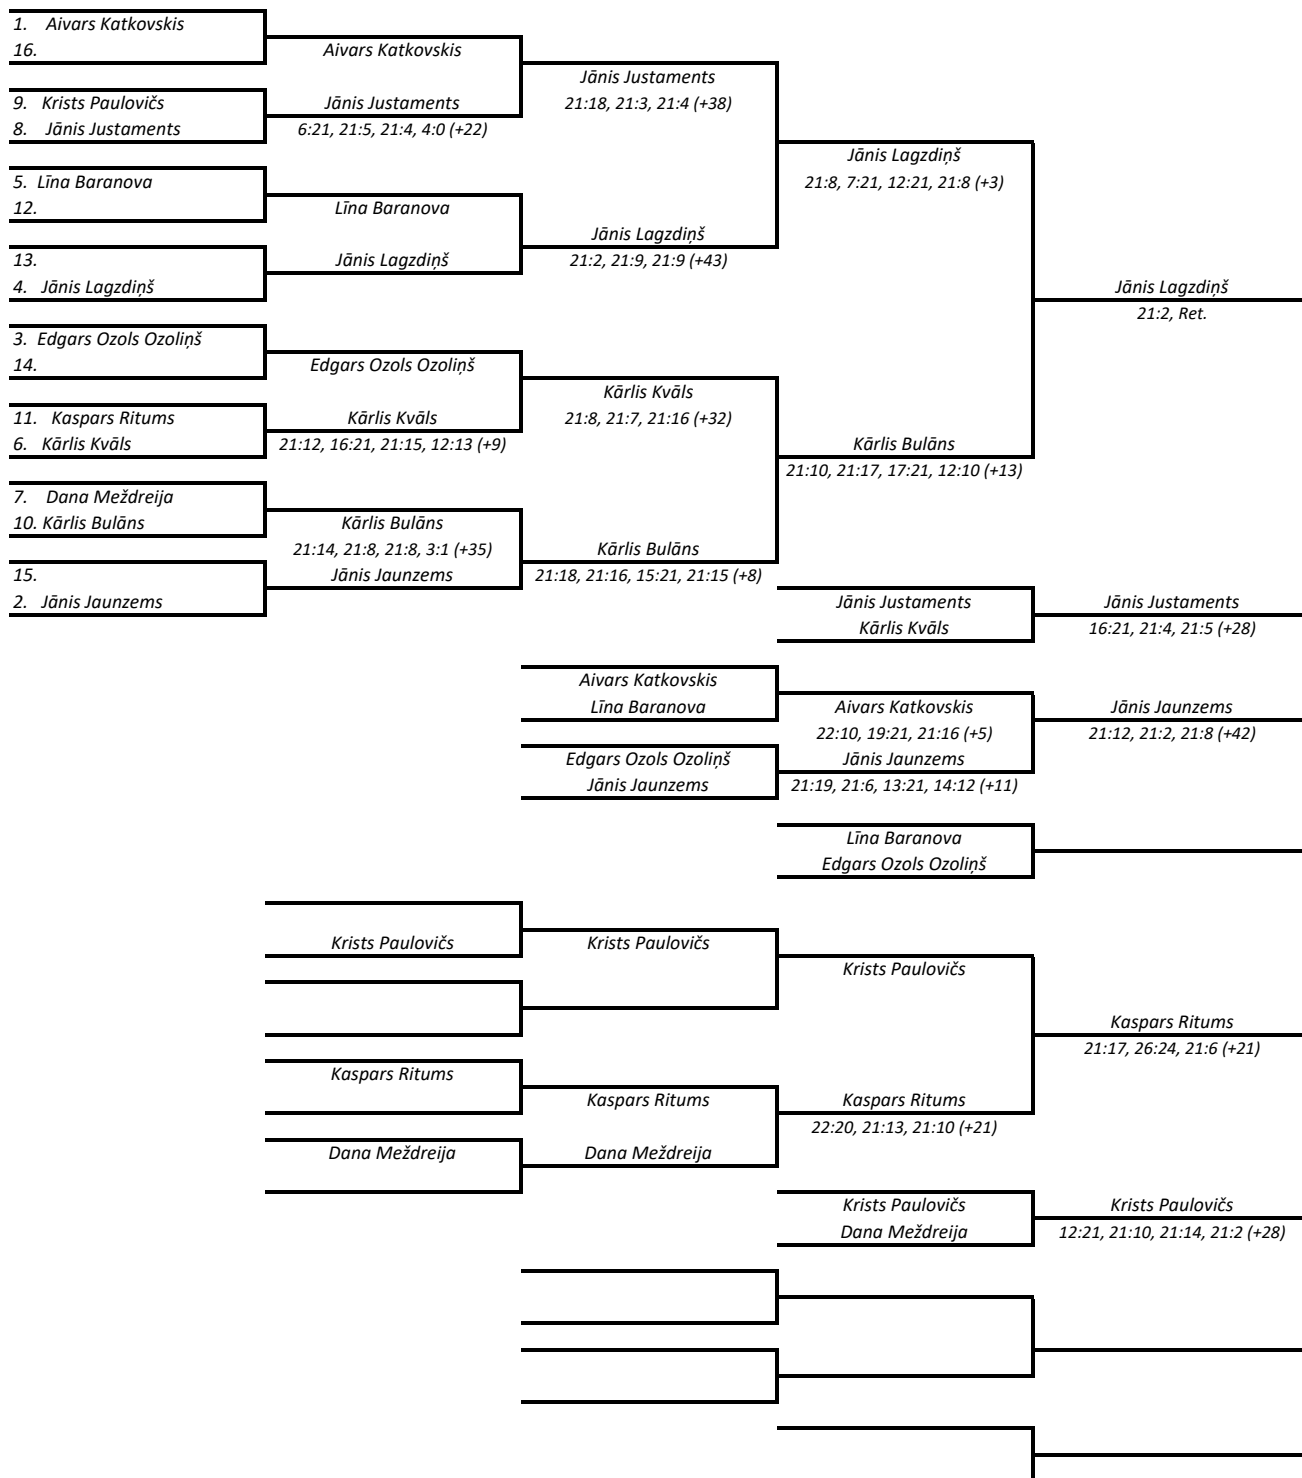 1. Aivars Katkovskis
16.
Aivars Katkovskis
Jānis Justaments
9. Krists Paulovičs
Jānis Justaments
21:18, 21:3, 21:4 (+38)
8. Jānis Justaments
6:21, 21:5, 21:4, 4:0 (+22)
Jānis Lagzdiņš
5. Līna Baranova
21:8, 7:21, 12:21, 21:8 (+3)
12.
Līna Baranova
Jānis Lagzdiņš
13.
Jānis Lagzdiņš
21:2, 21:9, 21:9 (+43)
4. Jānis Lagzdiņš
Jānis Lagzdiņš
21:2, Ret.
3. Edgars Ozols Ozoliņš
14.
Edgars Ozols Ozoliņš
Kārlis Kvāls
11. Kaspars Ritums
Kārlis Kvāls
21:8, 21:7, 21:16 (+32)
6. Kārlis Kvāls
21:12, 16:21, 21:15, 12:13 (+9)
Kārlis Bulāns
21:10, 21:17, 17:21, 12:10 (+13)
7. Dana Meždreija
10. Kārlis Bulāns
Kārlis Bulāns
21:14, 21:8, 21:8, 3:1 (+35)
Kārlis Bulāns
15.
Jānis Jaunzems
21:18, 21:16, 15:21, 21:15 (+8)
2. Jānis Jaunzems
Jānis Justaments
Jānis Justaments
Kārlis Kvāls
16:21, 21:4, 21:5 (+28)
Aivars Katkovskis
Līna Baranova
Aivars Katkovskis
Jānis Jaunzems
22:10, 19:21, 21:16 (+5)
21:12, 21:2, 21:8 (+42)
Edgars Ozols Ozoliņš
Jānis Jaunzems
Jānis Jaunzems
21:19, 21:6, 13:21, 14:12 (+11)
Līna Baranova
Edgars Ozols Ozoliņš
Krists Paulovičs
Krists Paulovičs
Krists Paulovičs
Kaspars Ritums
21:17, 26:24, 21:6 (+21)
Kaspars Ritums
Kaspars Ritums
Kaspars Ritums
22:20, 21:13, 21:10 (+21)
Dana Meždreija
Dana Meždreija
Krists Paulovičs
Krists Paulovičs
Dana Meždreija
12:21, 21:10, 21:14, 21:2 (+28)